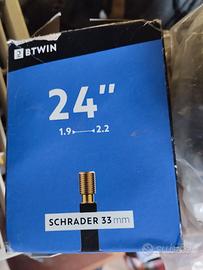 BTWIN
24"
1.9 2.2
SCHRADER 33mm